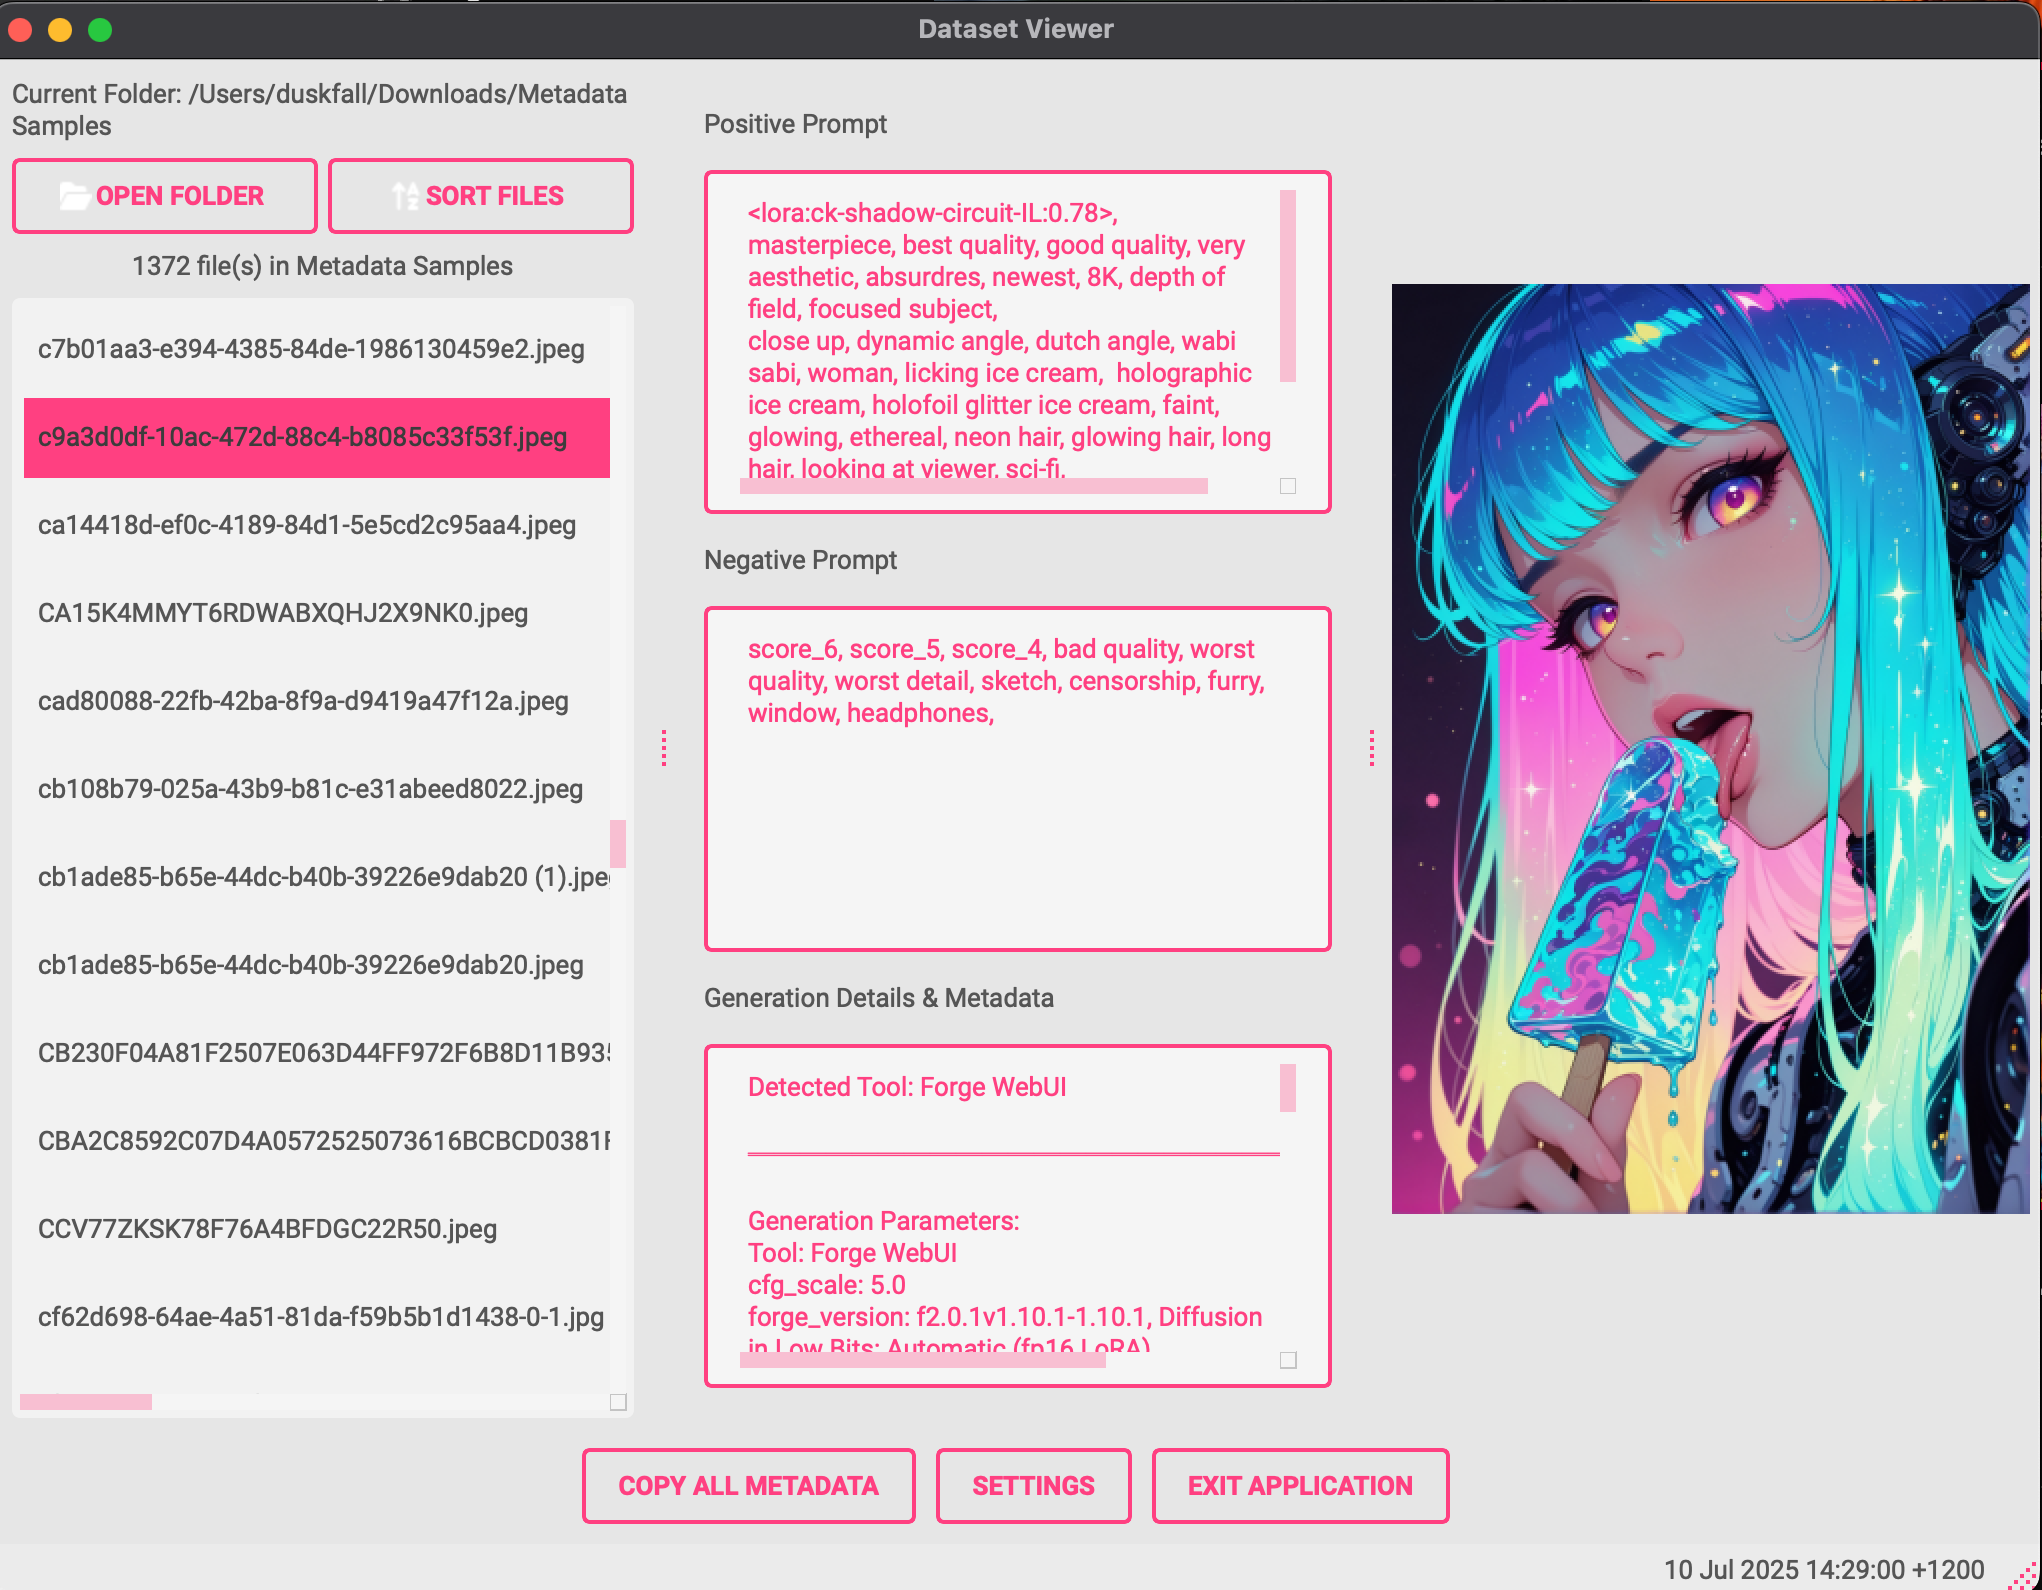 Dataset Viewer
Current Folder: /Users/duskfall/Downloads/Metadata
Samples
OPEN FOLDER
SORT FILES
1372 file(s) in Metadata Samples
c7b01aa3-e394-4385-84de-1986130459e2.jpeg
c9a3d0df-10ac-472d-88c4-b8085c33f53f.jpeg
ca14418d-ef0c-4189-84d1-5e5cd2c95aa4.jpeg
CA15K4MMYT6RDWABXQHJ2X9NK0.jpeg
cad80088-22fb-42ba-8f9a-d9419a47f12a.jpeg
cb108b79-025a-43b9-b81c-e31abeed8022.jpeg
cb1ade85-b65e-44dc-b40b-39226e9dab20 (1).jpe
cb1ade85-b65e-44dc-b40b-39226e9dab20.jpeg
CB230F04A81F2507E063D44FF972F6B8D11B935
CBA2C8592C07D4A0572525073616BCBCD0381F
CCV77ZKSK78F76A4BFDGC22R50.jpeg
cf62d698-64ae-4a51-81da-f59b5b1d1438-0-1.jpg
Positive Prompt
<lora:ck-shadow-circuit-IL:0.78>,
masterpiece, best quality, good quality, very
aesthetic, absurdres, newest, 8K, depth of
field, focused subject,
close up, dynamic angle, dutch angle, wabi
sabi, woman, licking ice cream,  holographic
ice cream, holofoil glitter ice cream, faint,
glowing, ethereal, neon hair, glowing hair, long
hair, looking at viewer, sci-fi,
Negative Prompt
score_6, score_5, score_4, bad quality, worst
quality, worst detail, sketch, censorship, furry,
window, headphones,
Generation Details & Metadata
Detected Tool: Forge WebUI
Generation Parameters:
Tool: Forge WebUI
cfg_scale: 5.0
forge_version: f2.0.1v1.10.1-1.10.1, Diffusion
in Low Bits: Automatic (fp16 LoRA)
COPY ALL METADATA
SETTINGS
EXIT APPLICATION
10 Jul 2025 14:29:00 +1200